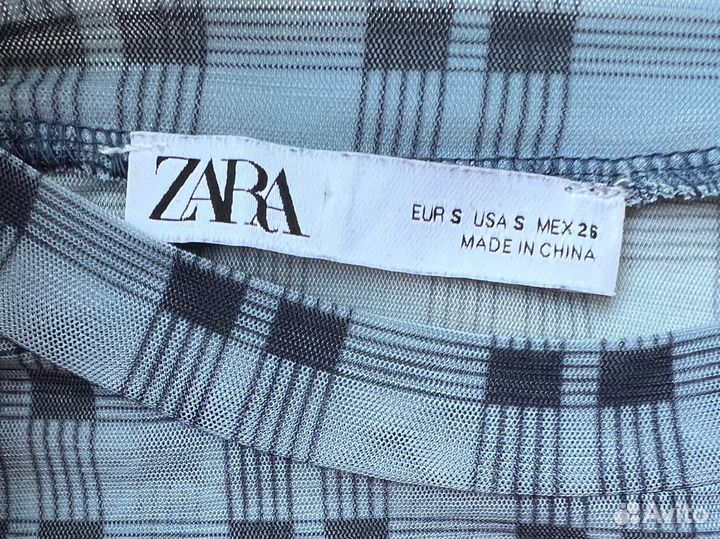 ZARA
EUR S USA S MEX 26
MADE IN CHINA
Avito